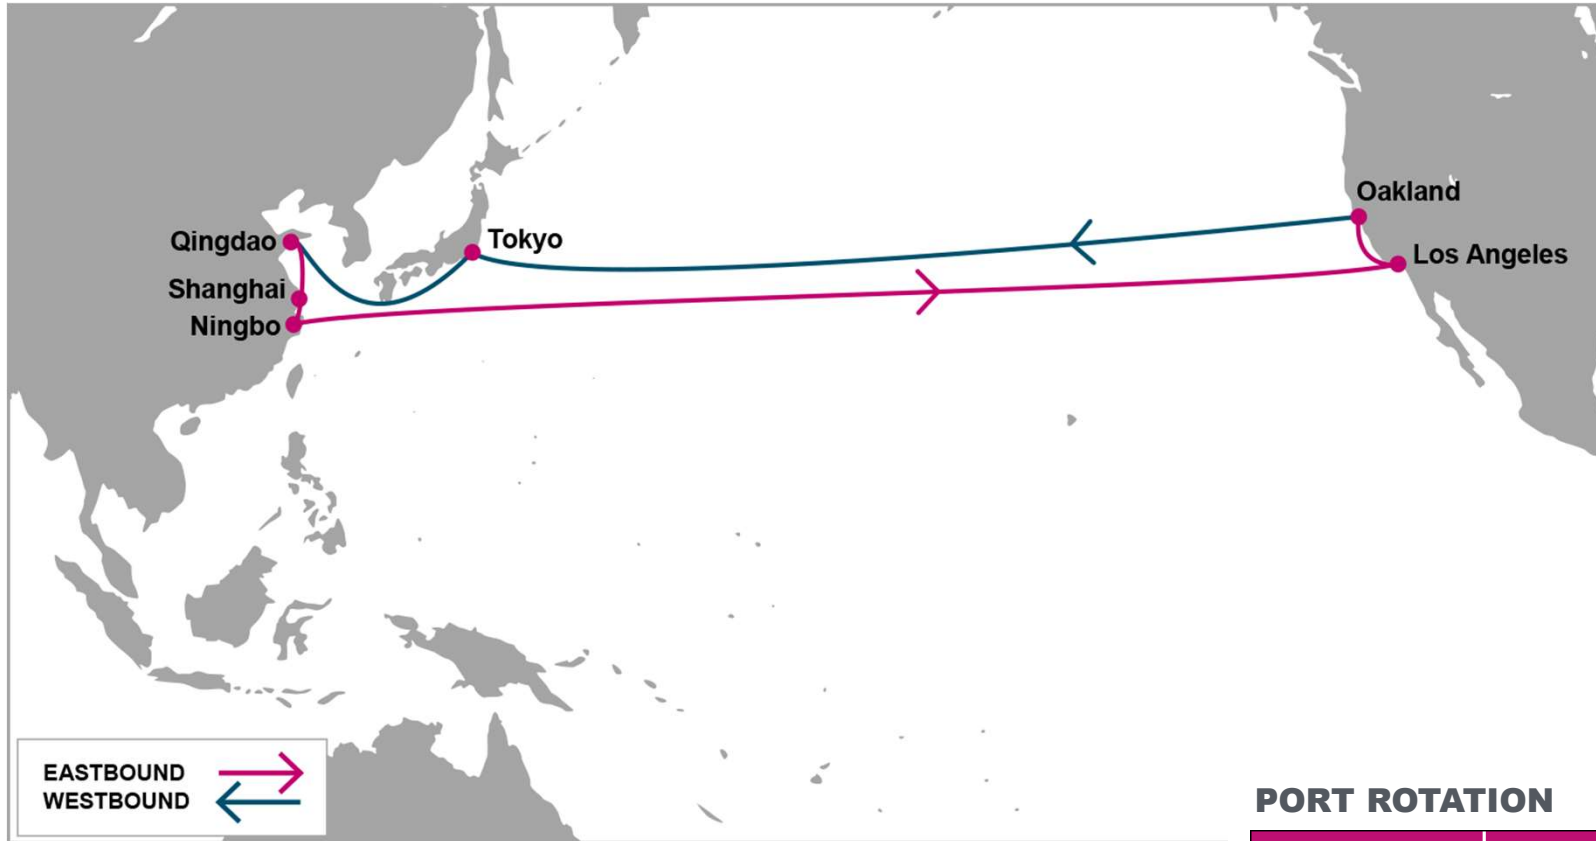 Oakland
Qingdao
Tokyo
Los Angeles
Shanghai
Ningbo
EASTBOUND
WESTBOUND
PORT ROTATION